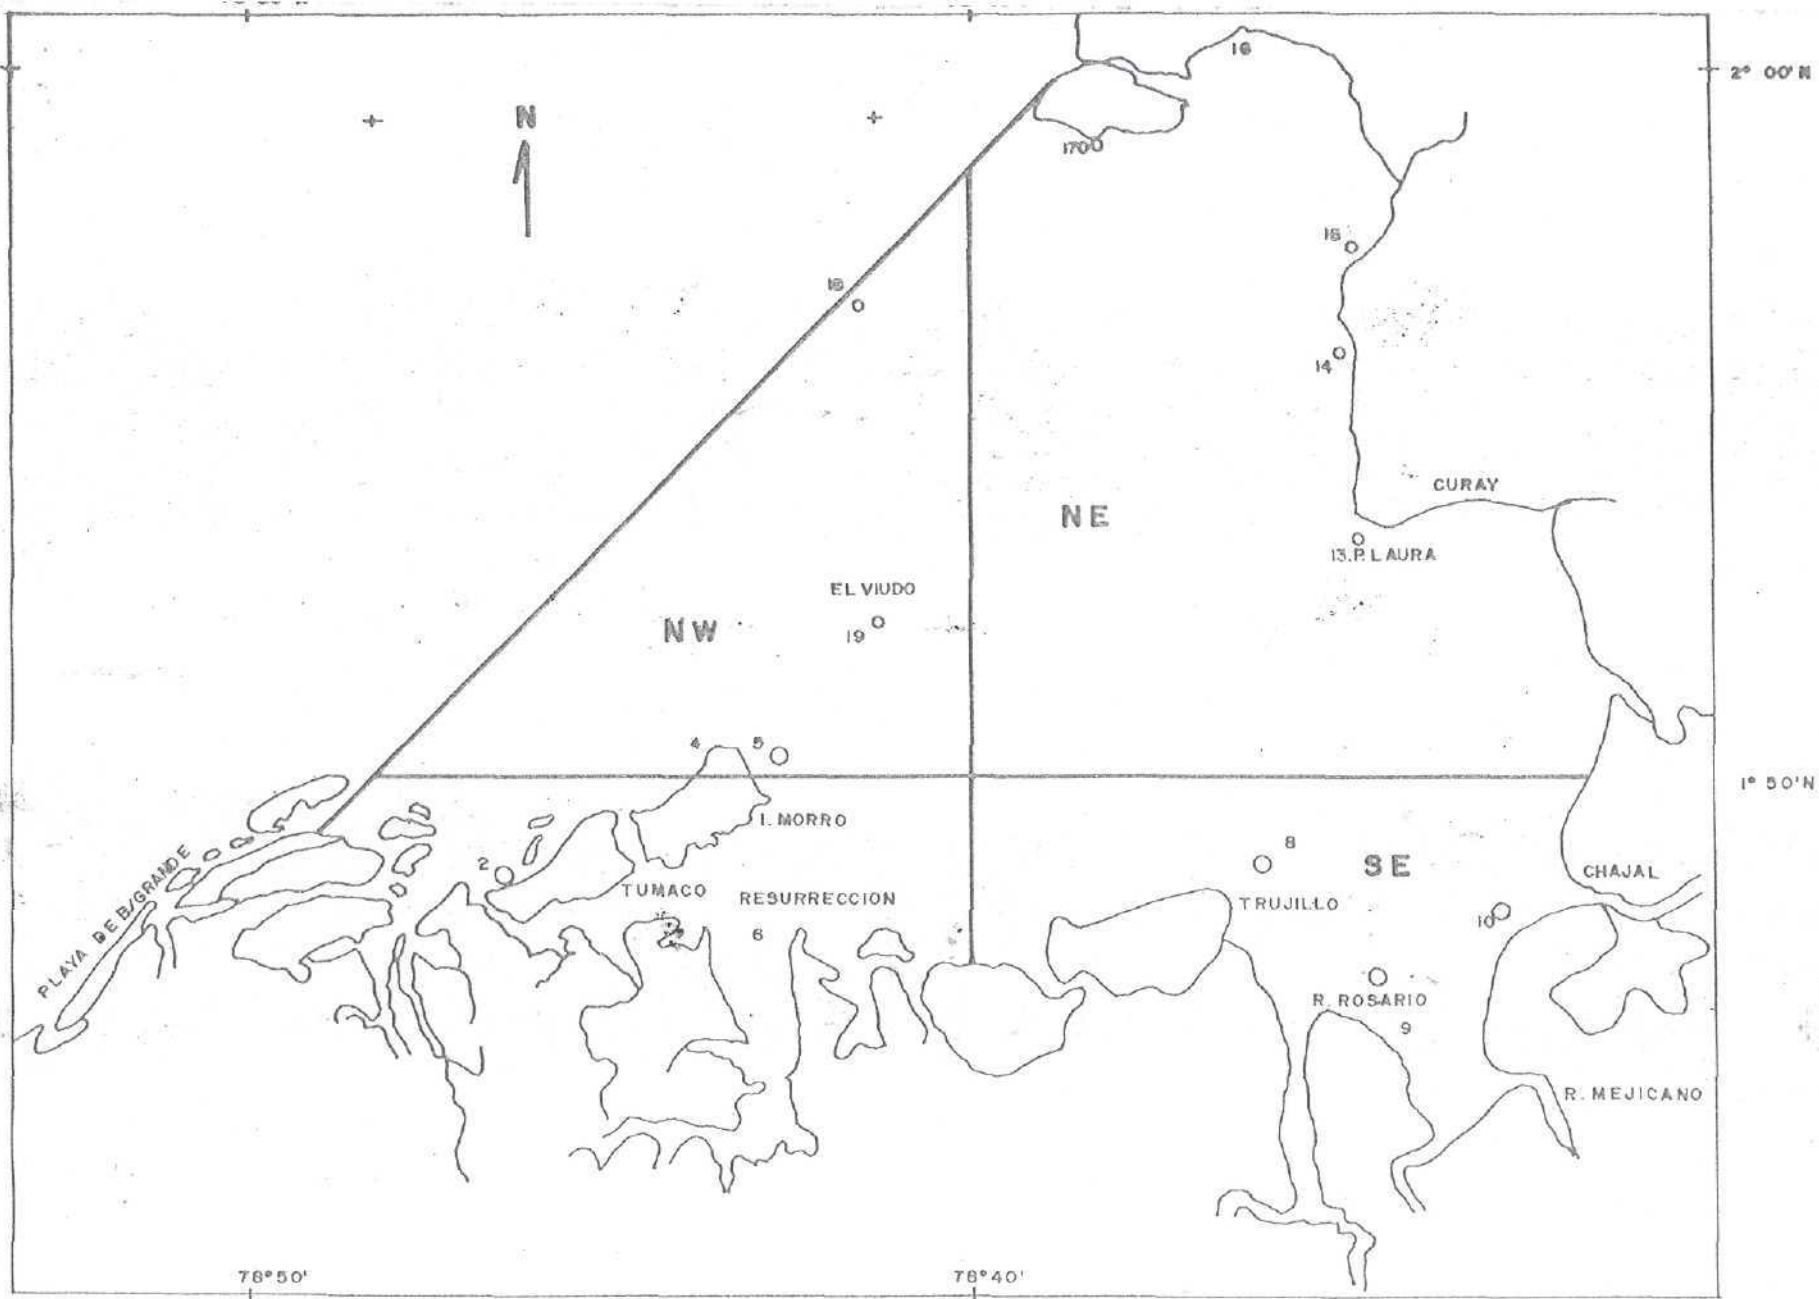 16
2° 00' N
N
1700
18
18
14
CURAY
NE
13.P. LAURA
EL VIUDO
NW
19
4
5
1° 50'N
I. MORRO
8
SE
PLAYA DE B/GRANDE
2
TUMACO
RESURRECCION
CHAJAL
TRUJILLO
10
6
R. ROSARIO
9
R. MEJICANO
78°50'
78°40'